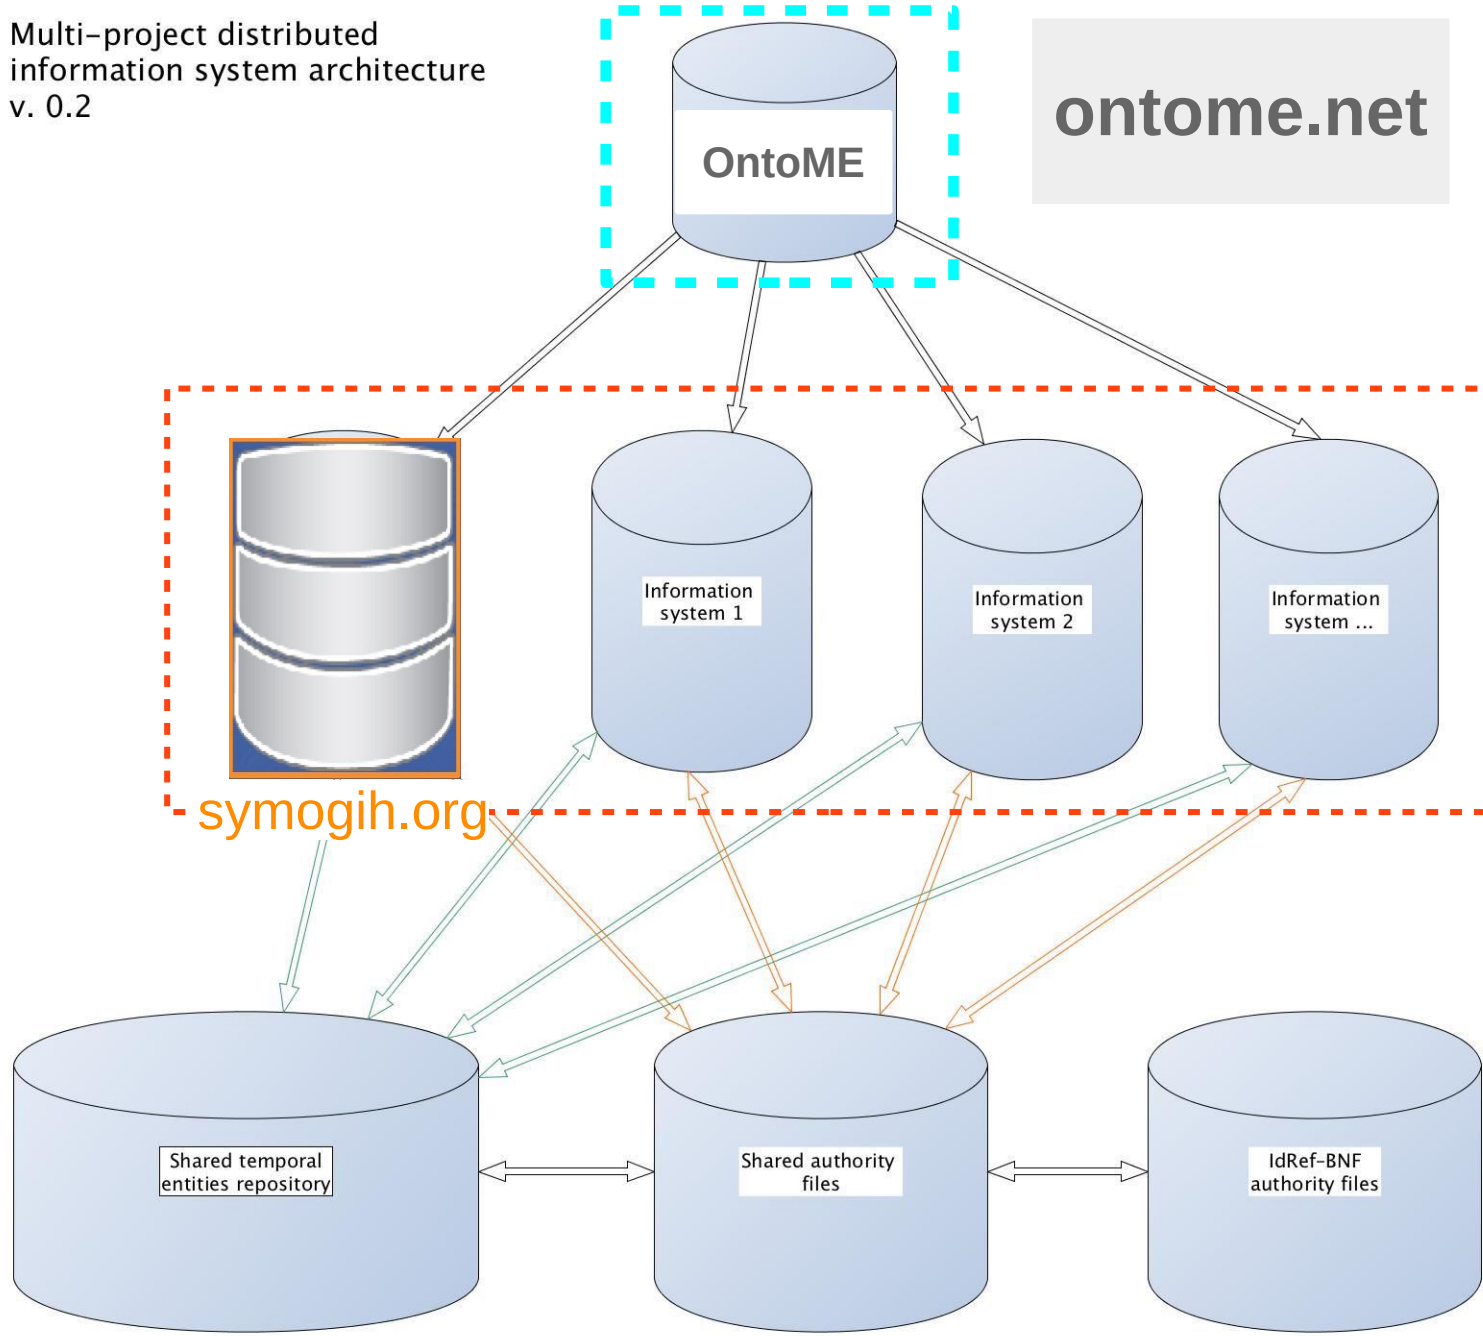 Multi-project distributed
information system architecture
v. 0.2
ontome.net
OntoME
Information
system 1
Information
system 2
Information
system ...
symogih.org
Shared temporal
entities repository
Shared authority
files
IdRef-BNF
authority files